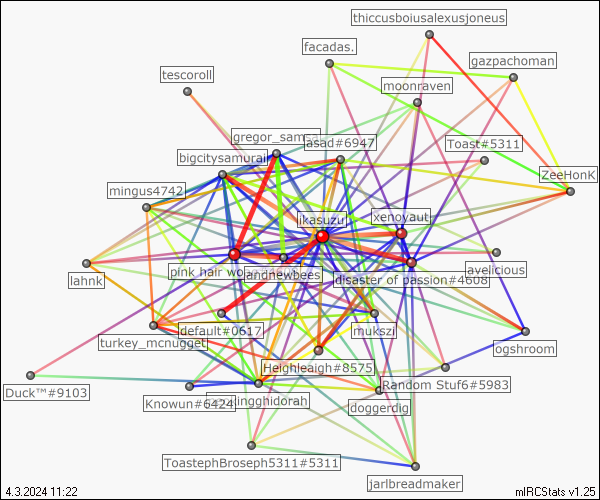 thiccusboiusalexusjoneus
facadas.
gazpachoman
tescoroll
moonraven
gregor_samsa
asad#6947
Toast#5311
bigcitysamurai
ZeeHonK
mingus4742
ikasuzu
xenoyaut
avelicious
lahnk
pink hair
andnewbees
disaster of passion#4608
default#0617
mukszi
turkey_mcnugget
ogshroom
Heighleaigh#8575
Duck™#9103
Knowun#6424
ingghidorah
Random Stuf6#5983
doggerdig
ToastephBroseph5311#5311
jarlbreadmaker
4.3.2024 11:22
mIRCStats v1.25